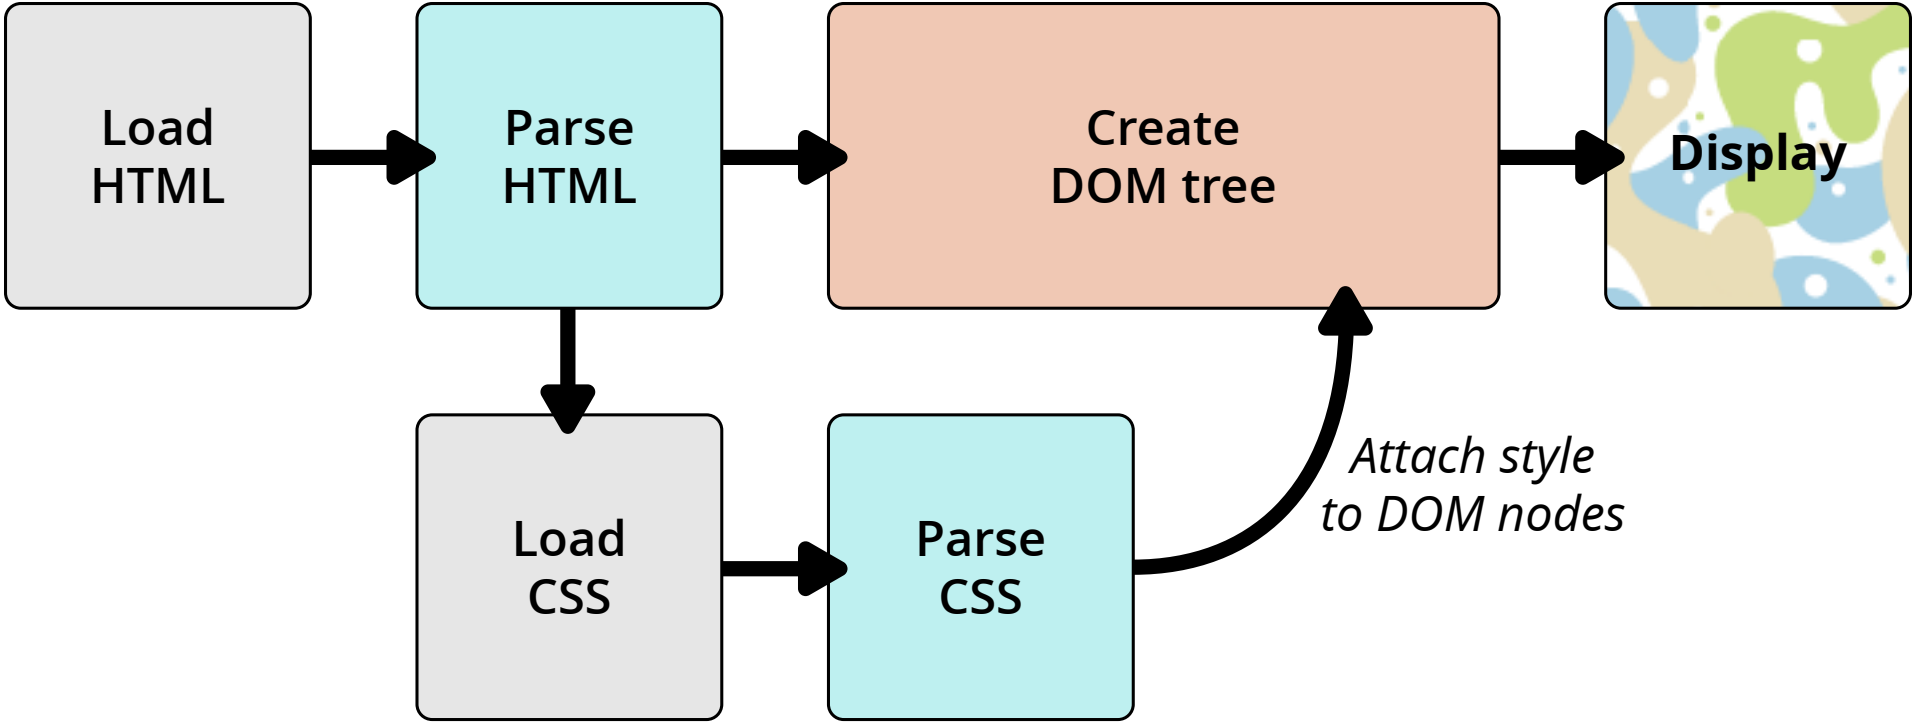 Load
HTML
Parse
HTML
Create
DOM tree
Display
Load
CSS
Parse
CSS
Attach style
to DOM nodes